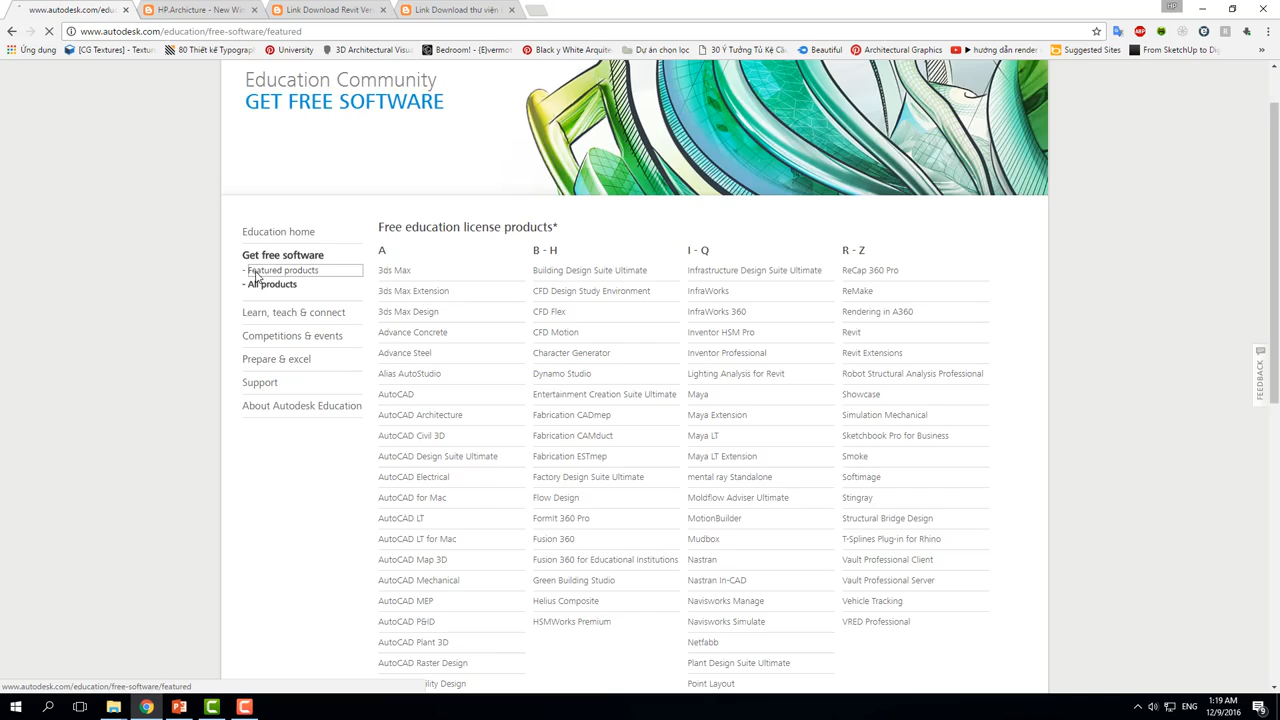 www.autodesk.com/educ
HP.Archicture - New Win
Link Download Revit Vers
Link Download thư viện
HP
www.autodesk.com/education/free-software/featured
Ứng dụng
[CG Textures] - Textur
80 Thiết kế Typograph
University
3D Architectural Visua
Bedroom! - [Elvermot
Black y White Arquite
Dự án chọn lọc
30 Ý Tưởng Tủ Kệ Cầ
Beautiful
Architectural Graphics
hướng dẫn render
Suggested Sites
From SketchUp to Dig
Education Community
GET FREE SOFTWARE
Education home
Get free software
- Featured products
- All products
Learn, teach & connect
Competitions & events
Prepare & excel
Support
About Autodesk Education
Free education license products*
A
3ds Max
3ds Max Extension
3ds Max Design
Advance Concrete
Advance Steel
Alias AutoStudio
AutoCAD
AutoCAD Architecture
AutoCAD Civil 3D
AutoCAD Design Suite Ultimate
AutoCAD Electrical
AutoCAD for Mac
AutoCAD LT
AutoCAD LT for Mac
AutoCAD Map 3D
AutoCAD Mechanical
AutoCAD MEP
AutoCAD P&ID
AutoCAD Plant 3D
AutoCAD Raster Design
ility Design
B - H
Building Design Suite Ultimate
CFD Design Study Environment
CFD Flex
CFD Motion
Character Generator
Dynamo Studio
Entertainment Creation Suite Ultimate
Fabrication CADmep
Fabrication CAMduct
Fabrication ESTmep
Factory Design Suite Ultimate
Flow Design
FormIt 360 Pro
Fusion 360
Fusion 360 for Educational Institutions
Green Building Studio
Helius Composite
HSMWorks Premium
I - Q
Infrastructure Design Suite Ultimate
InfraWorks
InfraWorks 360
Inventor HSM Pro
Inventor Professional
Lighting Analysis for Revit
Maya
Maya Extension
Maya LT
Maya LT Extension
mental ray Standalone
Moldflow Adviser Ultimate
MotionBuilder
Mudbox
Nastran
Nastran In-CAD
Navisworks Manage
Navisworks Simulate
Netfabb
Plant Design Suite Ultimate
Point Layout
R - Z
ReCap 360 Pro
ReMake
Rendering in A360
Revit
Revit Extensions
Robot Structural Analysis Professional
Showcase
Simulation Mechanical
Sketchbook Pro for Business
Smoke
Softimage
Stingray
Structural Bridge Design
T-Splines Plug-in for Rhino
Vault Professional Client
Vault Professional Server
Vehicle Tracking
VRED Professional
FEEDBACK
www.autodesk.com/education/free-software/featured
ENG
1:19 AM
12/9/2016